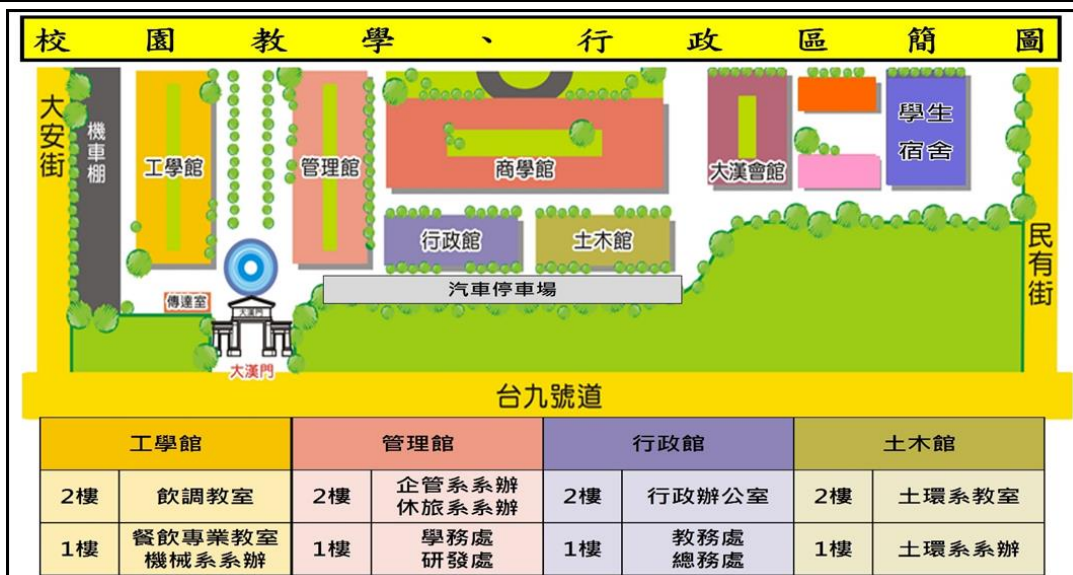 校園教學、行政區簡圖
大安街
機車棚
工學館
管理館
商學館
大漢會館
學生
宿舍
行政館
土木館
民有街
汽車停車場
傳達室
大漢門
大漢門
台九號道
工學館 管理館 行政館 土木館
2樓 飲調教室 2樓 企管系系辦
休旅系系辦 2樓 行政辦公室 2樓 土環系教室
1樓 餐飲專業教室
機械系系辦 1樓 學務處
研發處 1樓 教務處
總務處 1樓 土環系系辦